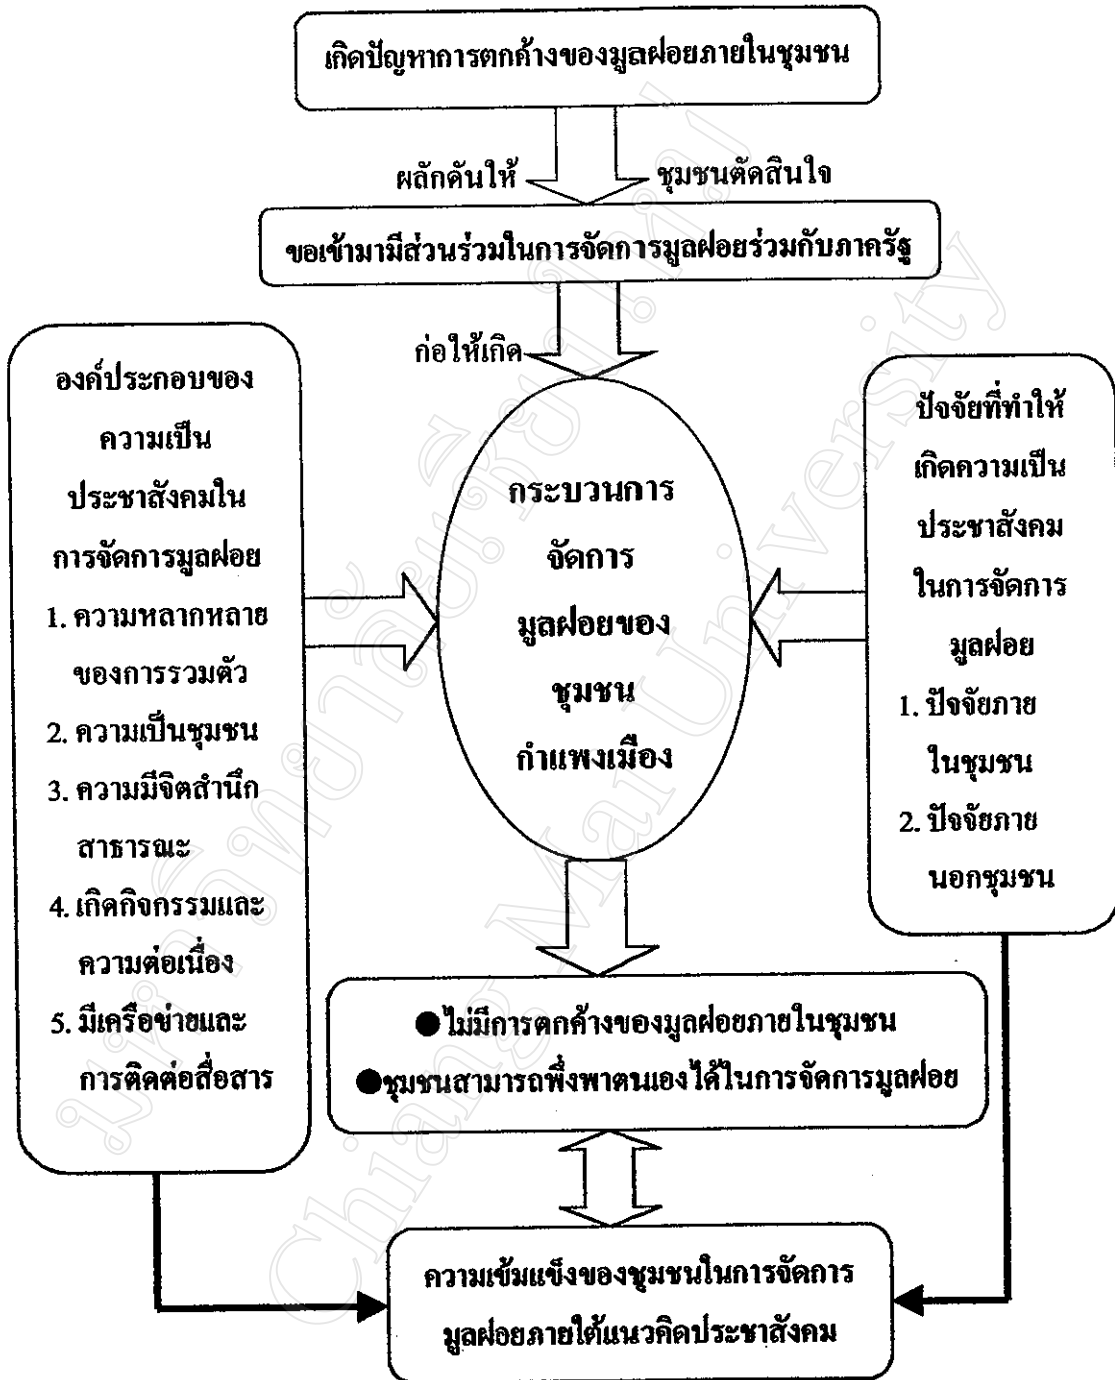 เกิดปัญหาการตกค้างของมูลฝอยภายในชุมชน
ผลักดันให้ ชุมชนตัดสินใจ
ขอเข้ามามีส่วนร่วมในการจัดการมูลฝอยร่วมกับภาครัฐ
ก่อให้เกิด
องค์ประกอบของ
ความเป็น
ประชาสังคมใน
การจัดการมูลฝอย
1. ความหลากหลาย
ของการรวมตัว
2. ความเป็นชุมชน
3. ความมีจิตสำนึก
สาธารณะ
4. เกิดกิจกรรมและ
ความต่อเนื่อง
5. มีเครือข่ายและ
การติดต่อสื่อสาร
กระบวนการ
จัดการ
มูลฝอยของ
ชุมชน
กำแพงเมือง
ปัจจัยที่ทำให้
เกิดความเป็น
ประชาสังคม
ในการจัดการ
มูลฝอย
1. ปัจจัยภาย
ในชุมชน
2. ปัจจัยภาย
นอกชุมชน
●ไม่มีการตกค้างของมูลฝอยภายในชุมชน
●ชุมชนสามารถพึ่งพาตนเองได้ในการจัดการมูลฝอย
ความเข้มแข็งของชุมชนในการจัดการ
มูลฝอยภายใต้แนวคิดประชาสังคม
มหาวิทยาลัยเชียงใหม่
Chiang Mai University